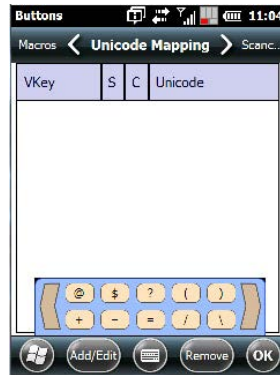 Buttons 11:04
Macros < Unicode Mapping > Scanc...
VKey S C Unicode
@ $ ? ( )
+ - = / \
Add/Edit Remove OK